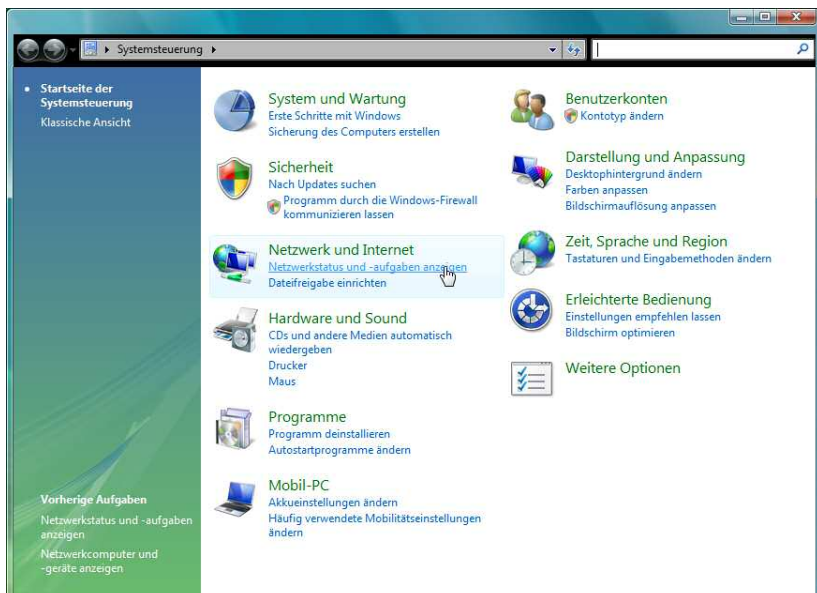 Systemsteuerung
Startseite der
Systemsteuerung
Klassische Ansicht
System und Wartung
Erste Schritte mit Windows
Sicherung des Computers erstellen
Sicherheit
Nach Updates suchen
Programm durch die Windows-Firewall
kommunizieren lassen
Netzwerk und Internet
Netzwerkstatus und -aufgaben anzeigen
Dateifreigabe einrichten
Hardware und Sound
CDs und andere Medien automatisch
wiedergeben
Drucker
Maus
Programme
Programm deinstallieren
Autostartprogramme ändern
Mobil-PC
Akkueinstellungen ändern
Häufig verwendete Mobilitätseinstellungen
ändern
Benutzerkonten
Kontotyp ändern
Darstellung und Anpassung
Desktophintergrund ändern
Farben anpassen
Bildschirmauflösung anpassen
Zeit, Sprache und Region
Tastaturen und Eingabemethoden ändern
Erleichterte Bedienung
Einstellungen empfehlen lassen
Bildschirm optimieren
Weitere Optionen
Vorherige Aufgaben
Netzwerkstatus und -aufgaben
anzeigen
Netzwerkcomputer und
-geräte anzeigen